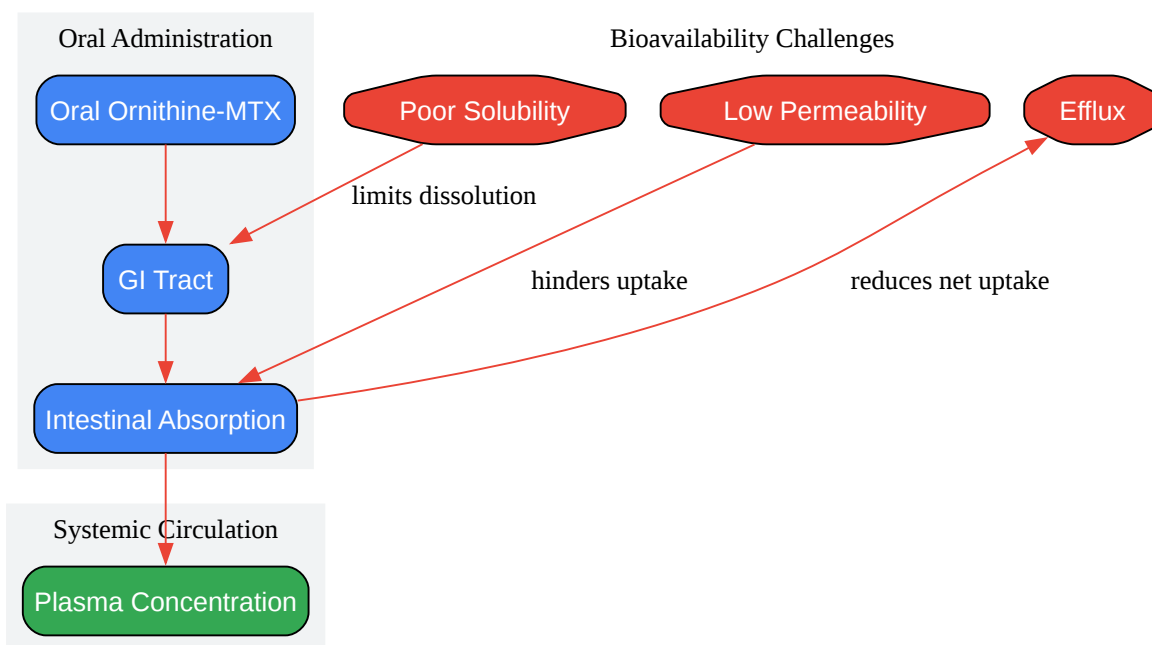 Oral Administration
Bioavailability Challenges
Oral Ornithine-MTX
Poor Solubility
Low Permeability
Efflux
limits dissolution
GI Tract
hinders uptake
reduces net uptake
Intestinal Absorption
Systemic Circulation
Plasma Concentration